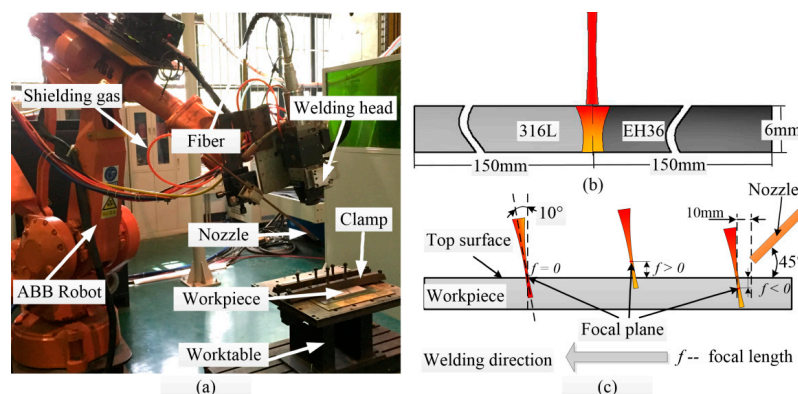 Shielding gas
Fiber
Welding head
Nozzle
Clamp
ABB Robot
Workpiece
Worktable
(a)
316L
EH36
6mm
150mm
150mm
(b)
10°
10mm
Nozzle
Top surface
f = 0
f > 0
45°
f < 0
Workpiece
Focal plane
Welding direction
f -- focal length
(c)